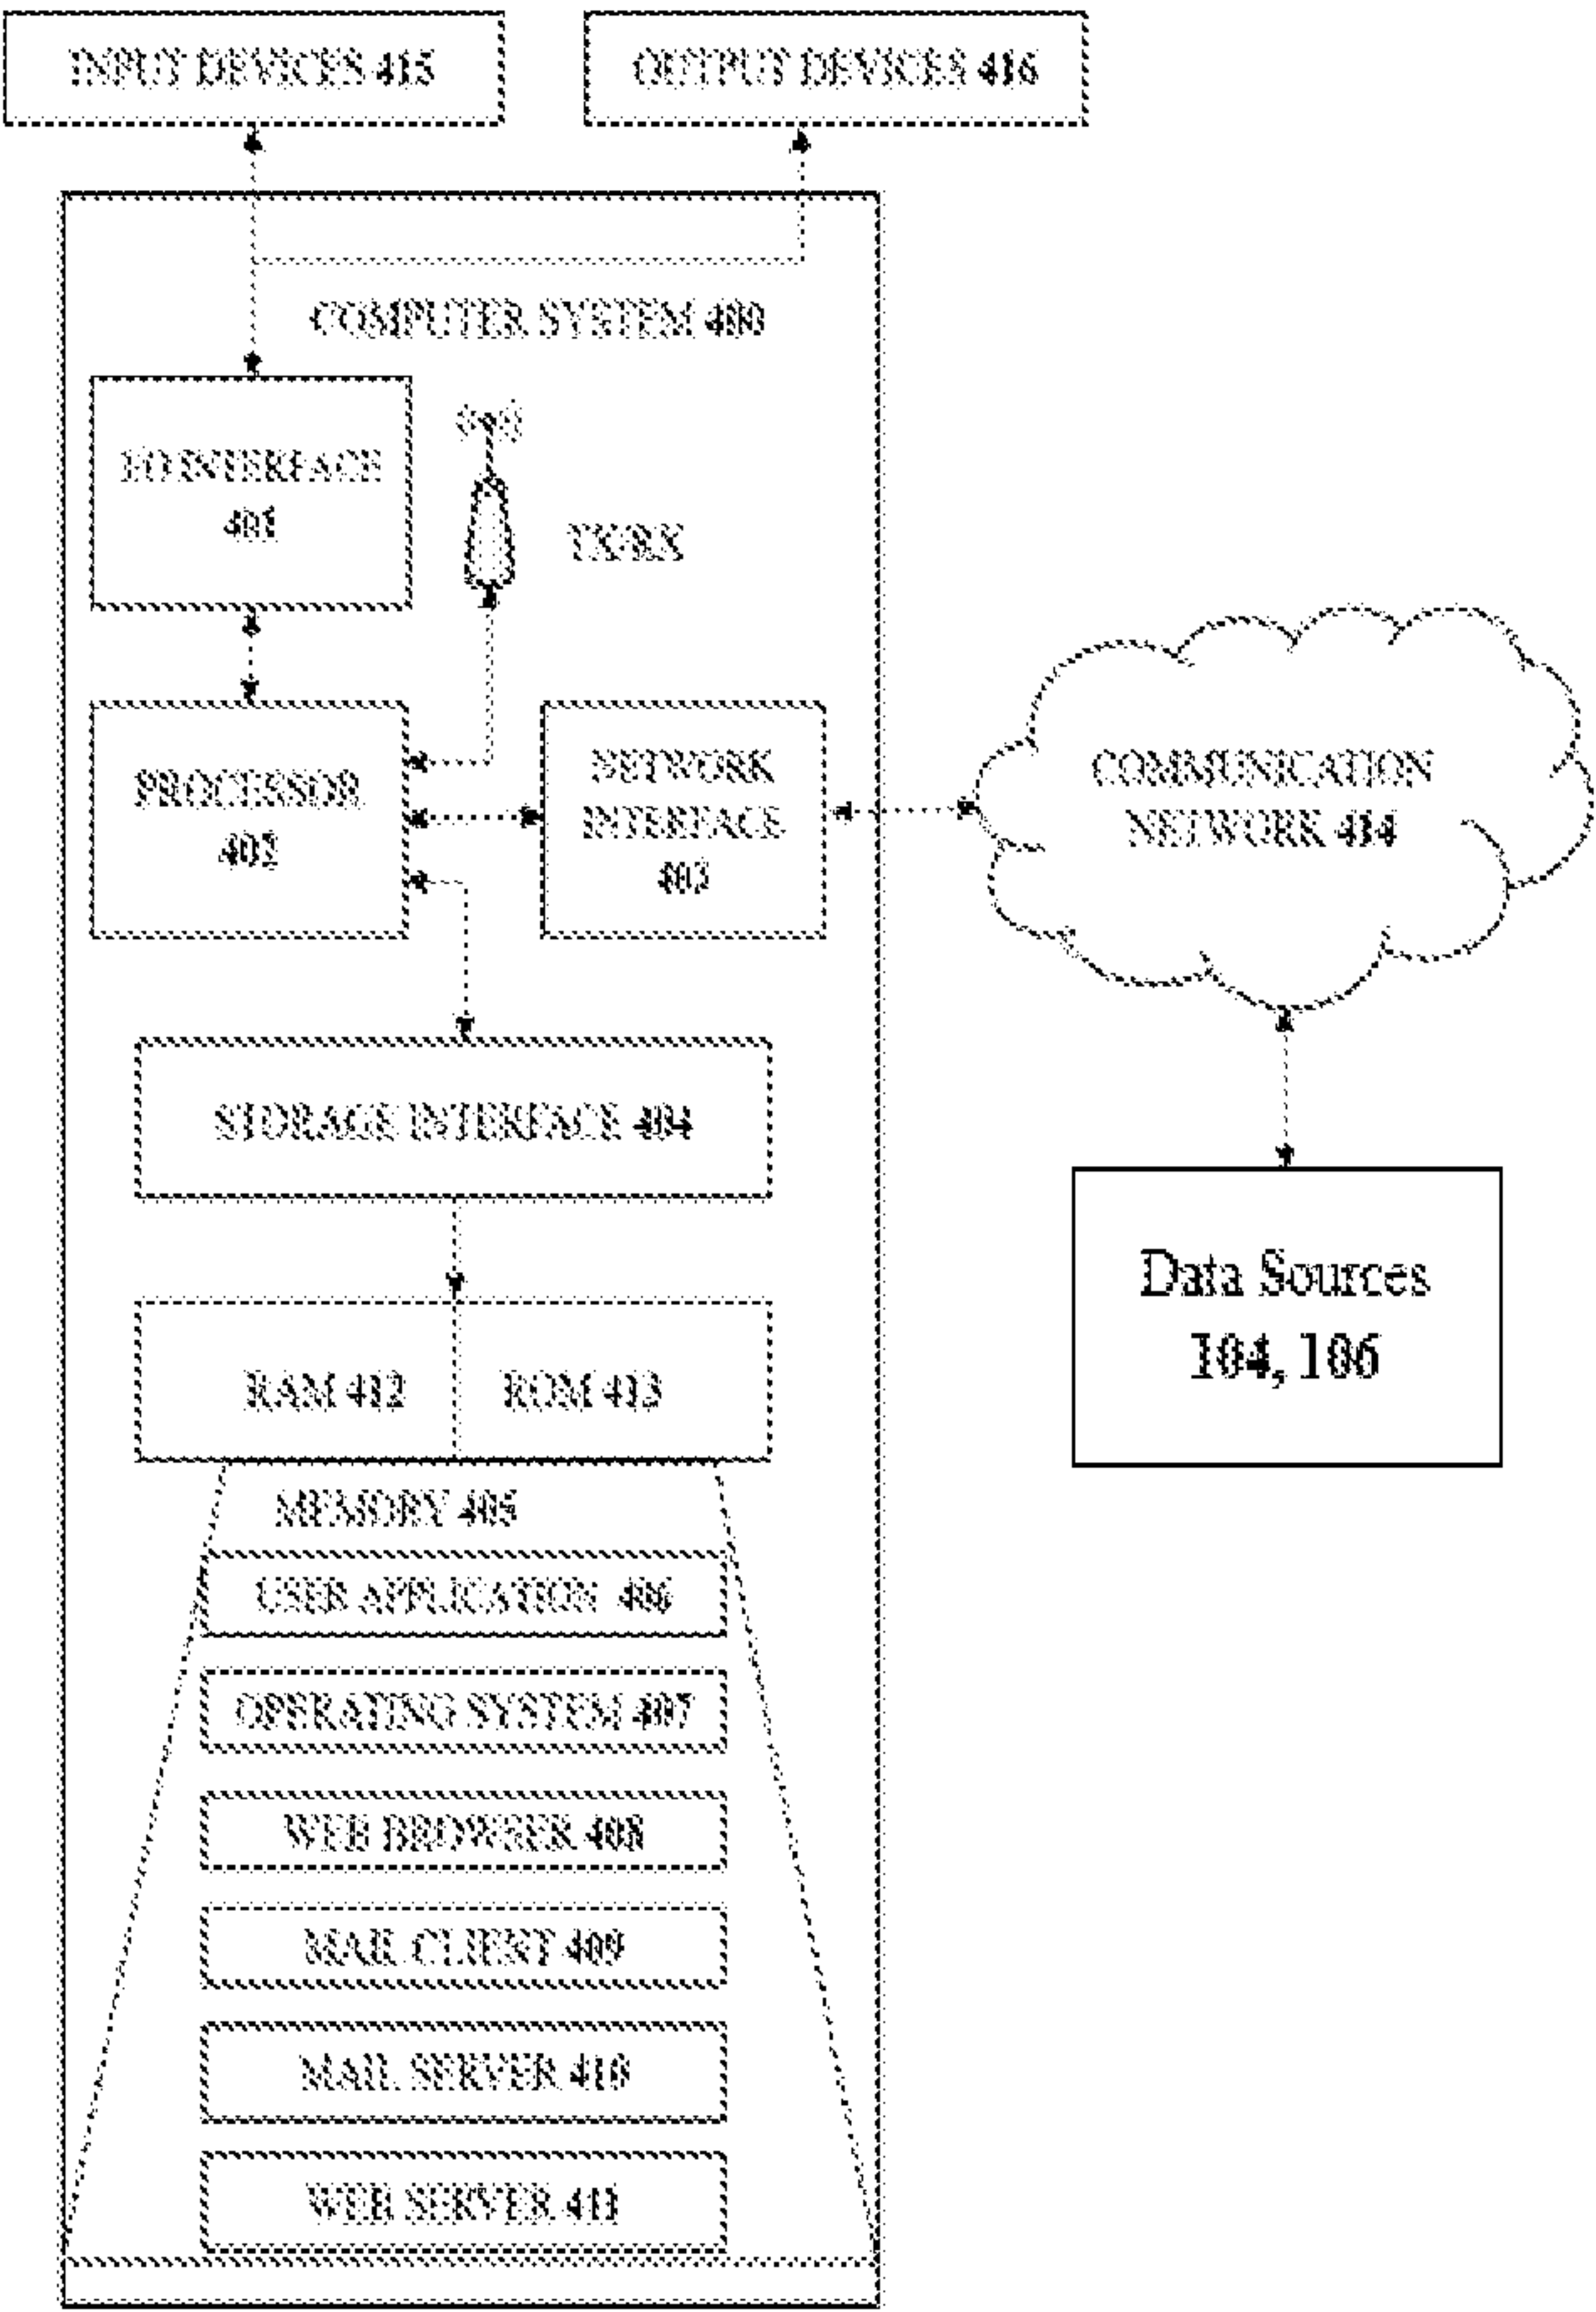 INPUT DEVICES 415
OUTPUT DEVICES 416
COMPUTER SYSTEM 400
I/O INTERFACE
401
TX/RX
PROCESSOR
402
NETWORK
INTERFACE
403
COMMUNICATION
NETWORK 414
STORAGE INTERFACE 404
Data Sources
104, 106
RAM 412
ROM 413
MEMORY 405
USER APPLICATION 406
OPERATING SYSTEM 407
WEB BROWSER 408
MAIL CLIENT 409
MAIL SERVER 410
WEB SERVER 411